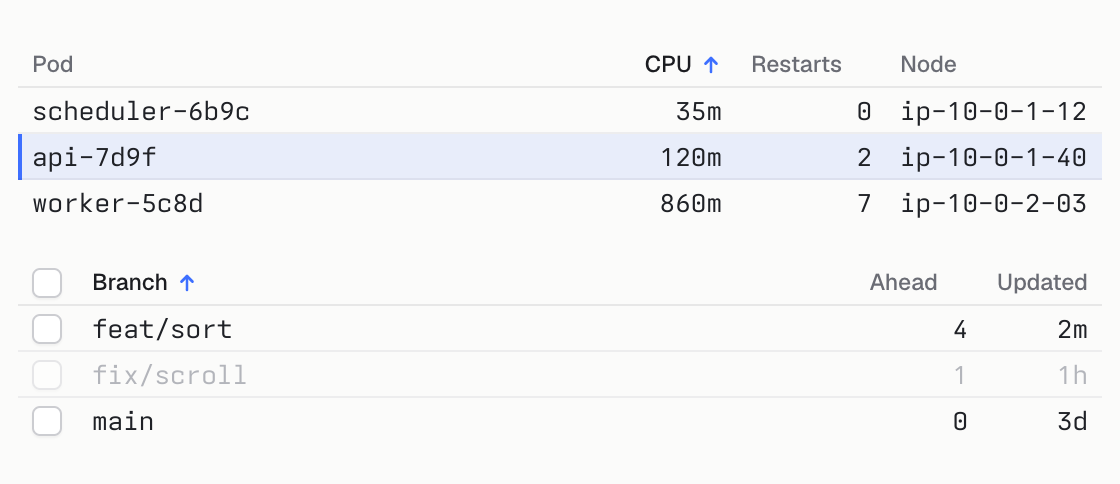 Pod CPU ↑ Restarts Node
scheduler-6b9c 35m 0 ip-10-0-1-12
api-7d9f 120m 2 ip-10-0-1-40
worker-5c8d 860m 7 ip-10-0-2-03
Branch ↑ Ahead Updated
feat/sort 4 2m
fix/scroll 1 1h
main 0 3d